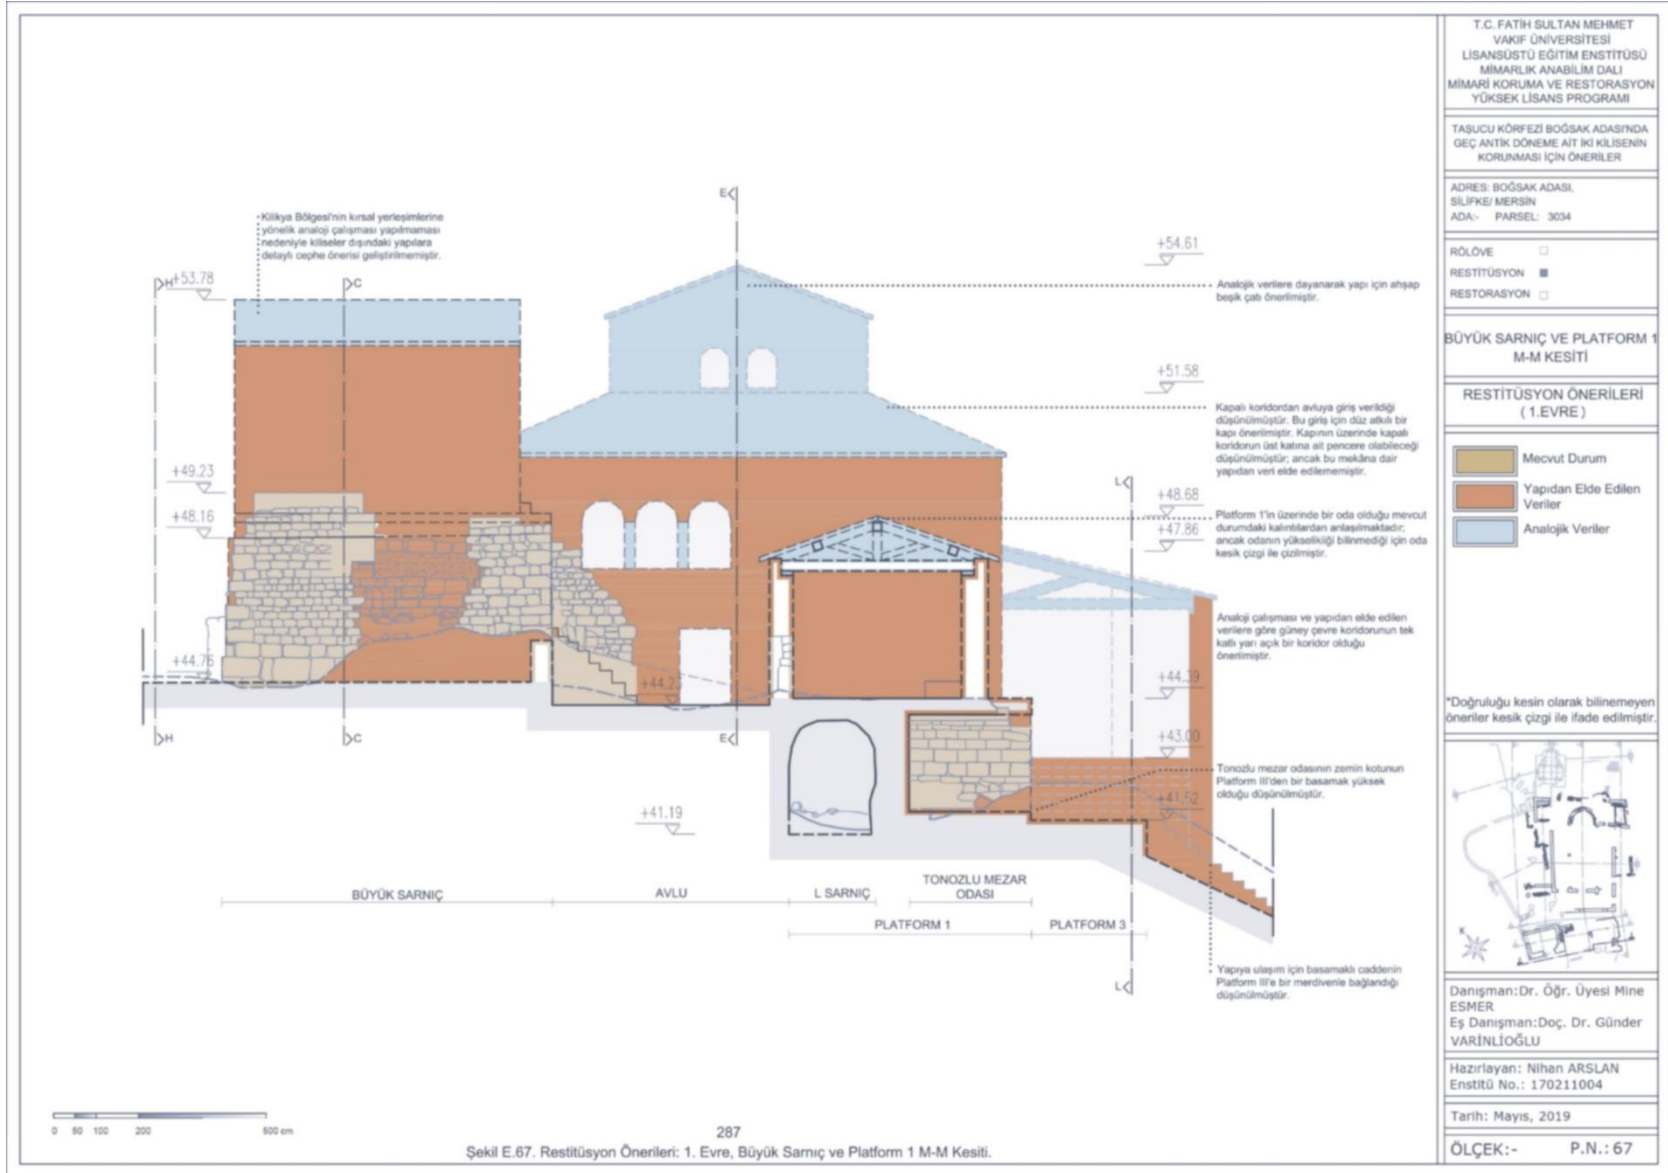 Kilikya Bölgesi'nin kırsal yerleşimlerine
yönelik analoji çalışması yapılmaması
nedeniyle kiliseler dışındaki yapılara
detaylı cephe önerisi geliştirilmemiştir.
E
+54.61
H
+53.78
C
Analojik verilere dayanarak yapı için ahşap
beşik çatı önerilmiştir.
+51.58
Kapalı koridordan avluya giriş verildiği
düşünülmüştür. Bu giriş için düz atkılı bir
kapı önerilmiştir. Kapının üzerinde kapalı
koridorun üst katına ait pencere olabileceği
düşünülmüştür; ancak bu mekâna dair
yapıdan veri elde edilememiştir.
+49.23
L
+48.68
+48.16
+47.86
Platform 1'in üzerinde bir oda olduğu mevcut
durumdaki kalıntılardan anlaşılmaktadır;
ancak odanın yüksekliği bilinmediği için oda
kesik çizgi ile çizilmiştir.
Analoji çalışması ve yapıdan elde edilen
verilere göre güney çevre koridorunun tek
katlı yarı açık bir koridor olduğu
önerilmiştir.
+44.76
+44.23
+44.39
H
C
E
+43.00
Tonozlu mezar odasının zemin kotunun
Platform III'den bir basamak yüksek
olduğu düşünülmüştür.
+41.52
+41.19
BÜYÜK SARNIÇ
AVLU
L SARNIÇ
TONOZLU MEZAR
ODASI
PLATFORM 1
PLATFORM 3
L
Yapıya ulaşım için basamaklı caddenin
Platform III'e bir merdivenle bağlandığı
düşünülmüştür.
0 50 100 200 500 cm
287
Şekil E.67. Restitüsyon Önerileri: 1. Evre, Büyük Sarnıç ve Platform 1 M-M Kesiti.
T.C. FATİH SULTAN MEHMET
VAKIF ÜNİVERSİTESİ
LİSANSÜSTÜ EĞİTİM ENSTİTÜSÜ
MİMARLIK ANABİLİM DALI
MİMARİ KORUMA VE RESTORASYON
YÜKSEK LİSANS PROGRAMI
TAŞUCU KÖRFEZİ BOĞSAK ADASI'NDA
GEÇ ANTİK DÖNEME AİT İKİ KİLİSENİN
KORUNMASI İÇİN ÖNERİLER
ADRES: BOĞSAK ADASI,
SİLİFKE/ MERSİN
ADA:- PARSEL: 3034
RÖLÖVE
RESTİTÜSYON
RESTORASYON
BÜYÜK SARNIÇ VE PLATFORM 1
M-M KESİTİ
RESTİTÜSYON ÖNERİLERİ
( 1.EVRE )
Mecvut Durum
Yapıdan Elde Edilen
Veriler
Analojik Veriler
*Doğruluğu kesin olarak bilinemeyen
öneriler kesik çizgi ile ifade edilmiştir.
K
Danışman:Dr. Öğr. Üyesi Mine
ESMER
Eş Danışman:Doç. Dr. Günder
VARİNLİOĞLU
Hazırlayan: Nihan ARSLAN
Enstitü No.: 170211004
Tarih: Mayıs, 2019
ÖLÇEK:- P.N.: 67